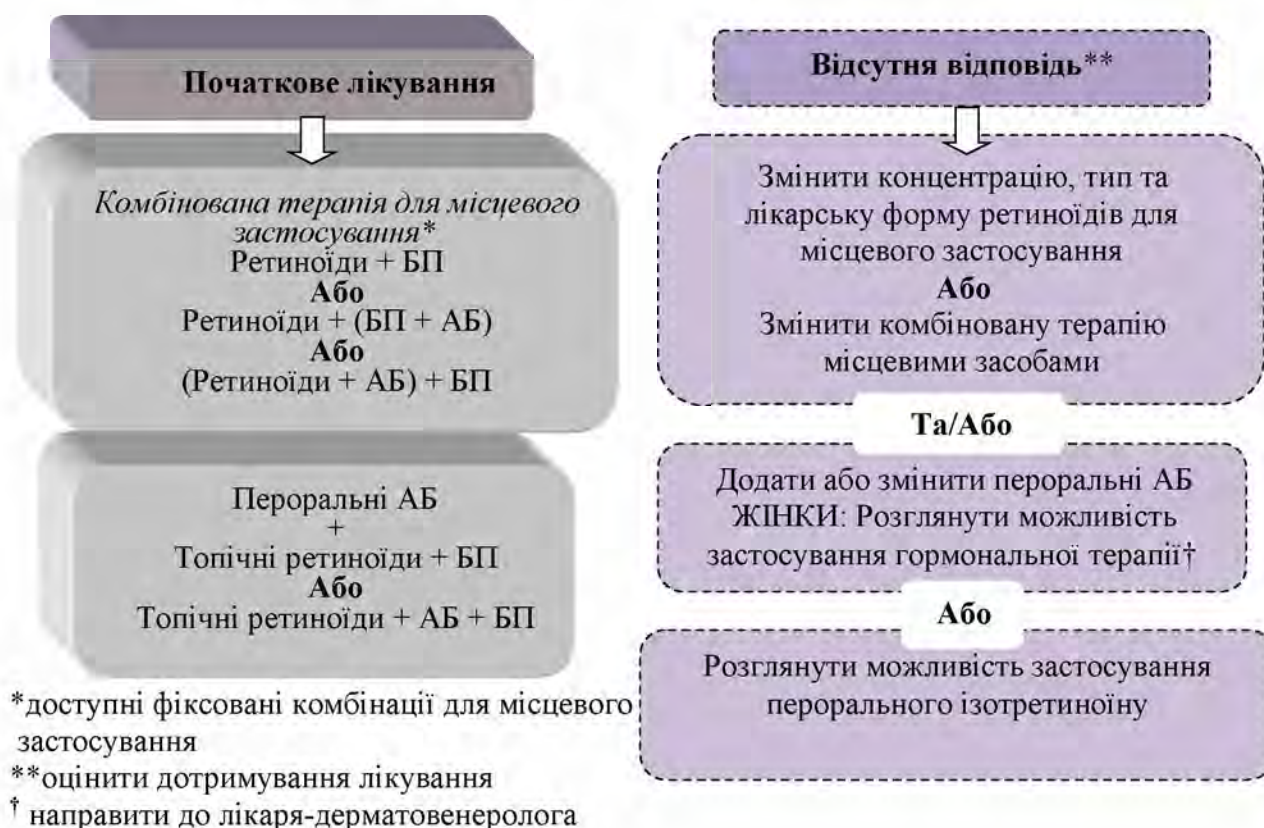 Початкове лікування
Комбінована терапія для місцевого
застосування*
Ретиноїди + БП
Або
Ретиноїди + (БП + АБ)
Або
(Ретиноїди + АБ) + БП
Пероральні АБ
+
Топічні ретиноїди + БП
Або
Топічні ретиноїди + АБ + БП
*доступні фіксовані комбінації для місцевого
застосування
**оцінити дотримування лікування
† направити до лікаря-дерматовенеролога
Відсутня відповідь**
Змінити концентрацію, тип та
лікарську форму ретиноїдів для
місцевого застосування
Або
Змінити комбіновану терапію
місцевими засобами
Та/Або
Додати або змінити пероральні АБ
ЖІНКИ: Розглянути можливість
застосування гормональної терапії†
Або
Розглянути можливість застосування
перорального ізотретиноїну